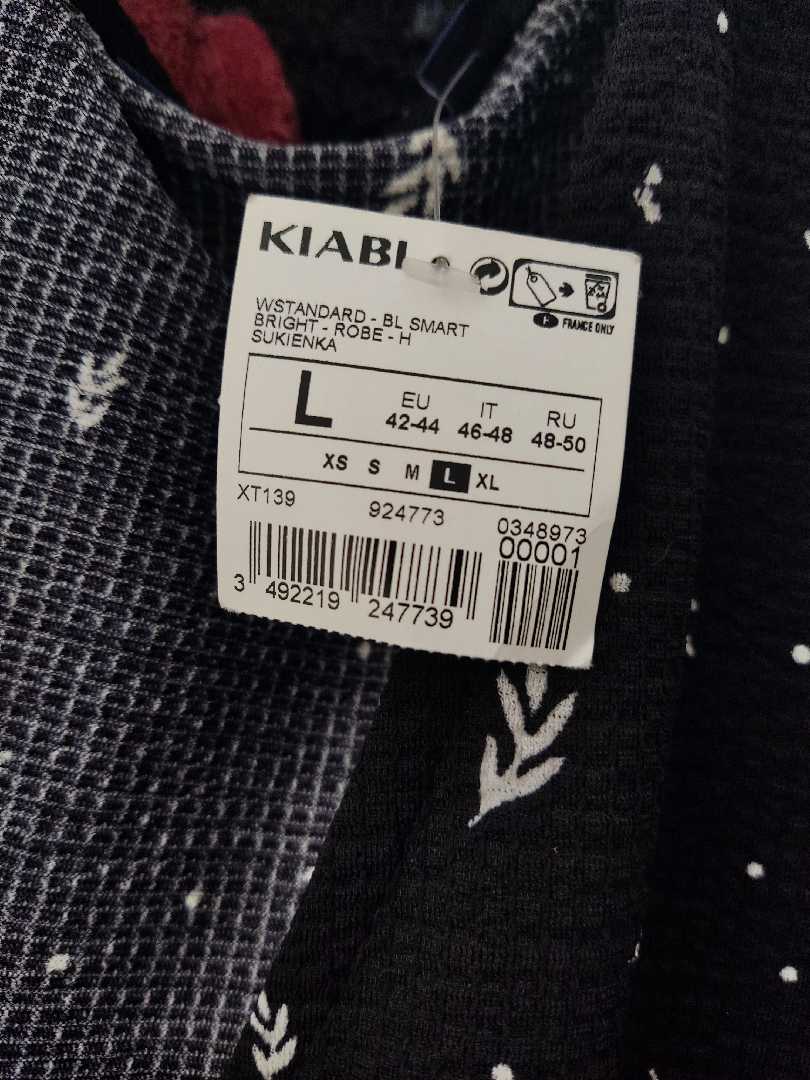 KIABI
FRANCE ONLY
WSTANDARD - BL SMART
BRIGHT - ROBE - H
SUKIENKA
L EU IT RU
42-44 46-48 48-50
XS S M L XL
XT139 924773 0348973
00001
3 492219 247739